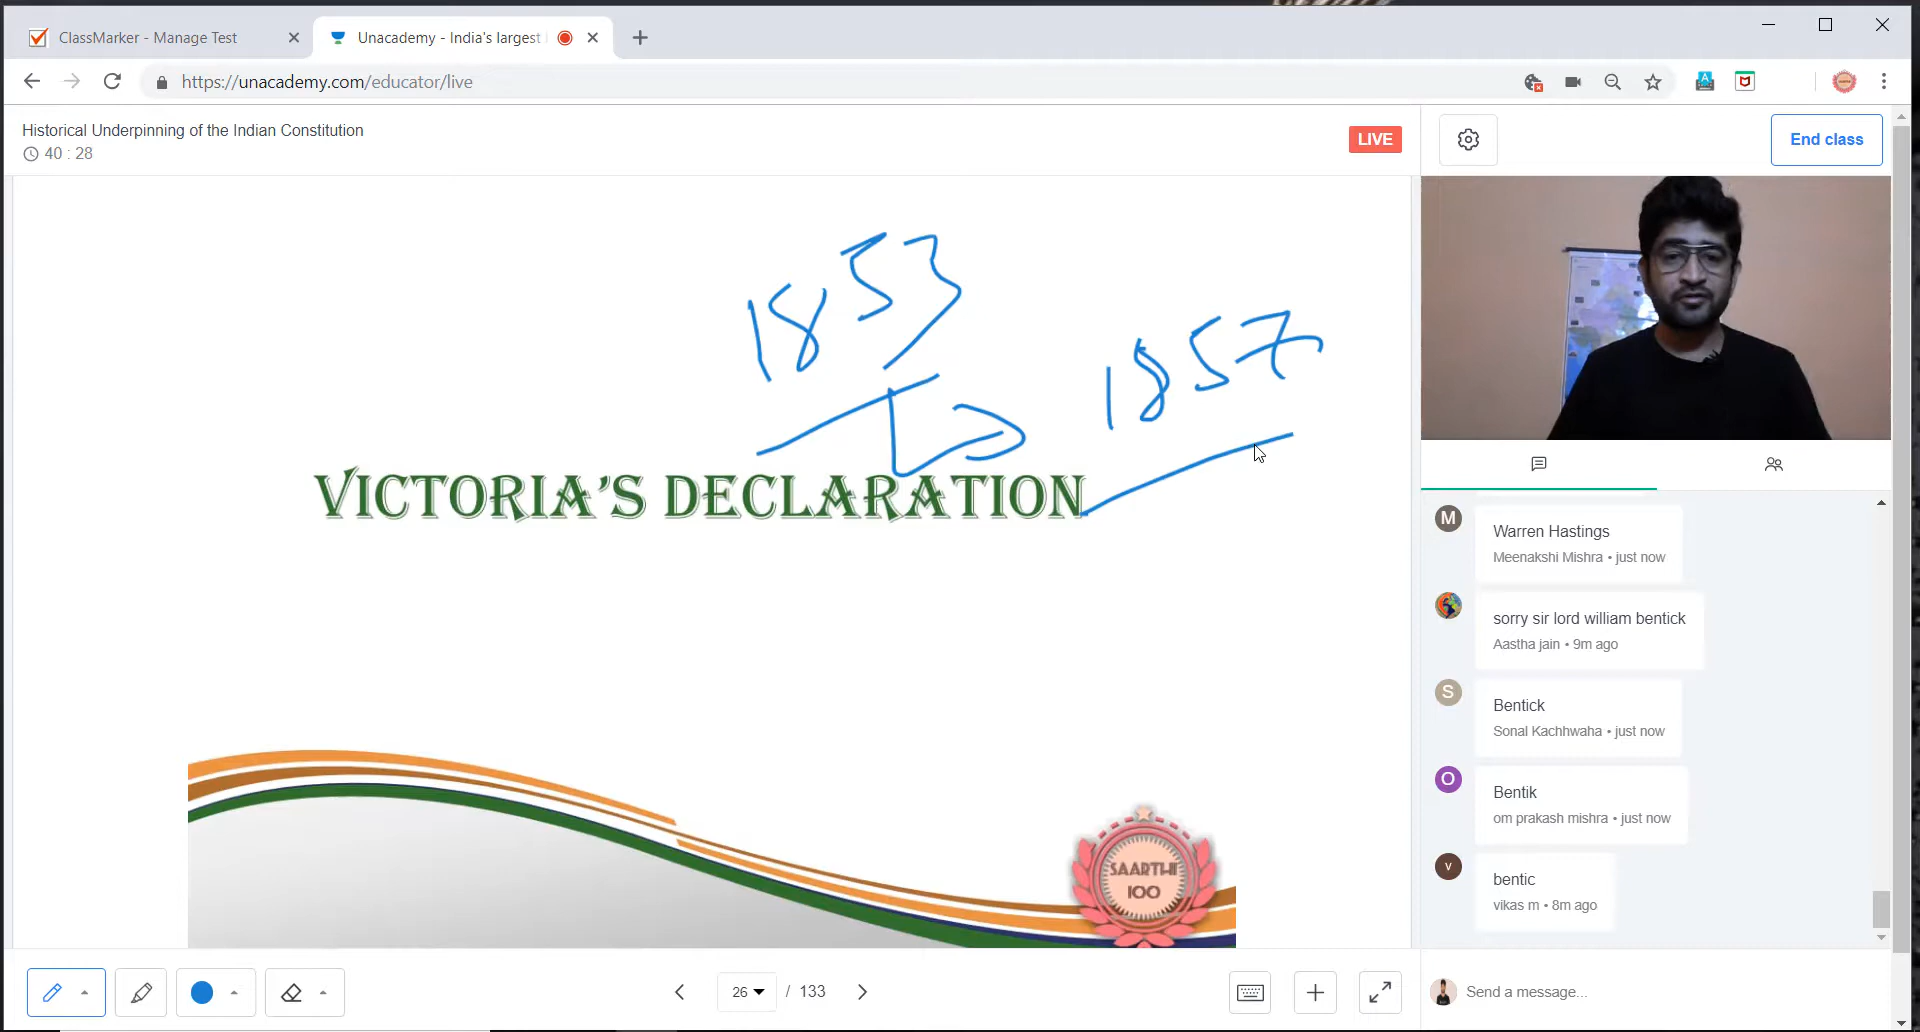 ClassMarker - Manage Test
Unacademy - India's largest
https://unacademy.com/educator/live
Historical Underpinning of the Indian Constitution
40 : 28
LIVE
End class
1853
1857
VICTORIA'S DECLARATION
SAARTHI
100
M
Warren Hastings
Meenakshi Mishra • just now
sorry sir lord william bentick
Aastha jain • 9m ago
S
Bentick
Sonal Kachhwaha • just now
O
Bentik
om prakash mishra • just now
v
bentic
vikas m • 8m ago
26 / 133
Send a message...